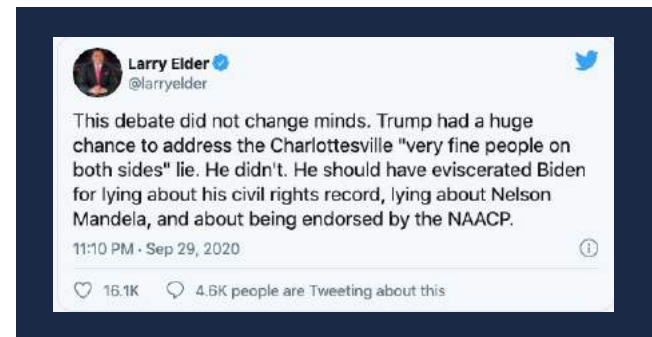 Larry Elder
@larryelder
This debate did not change minds. Trump had a huge
chance to address the Charlottesville "very fine people on
both sides" lie. He didn't. He should have eviscerated Biden
for lying about his civil rights record, lying about Nelson
Mandela, and about being endorsed by the NAACP.
11:10 PM · Sep 29, 2020
16.1K 4.6K people are Tweeting about this